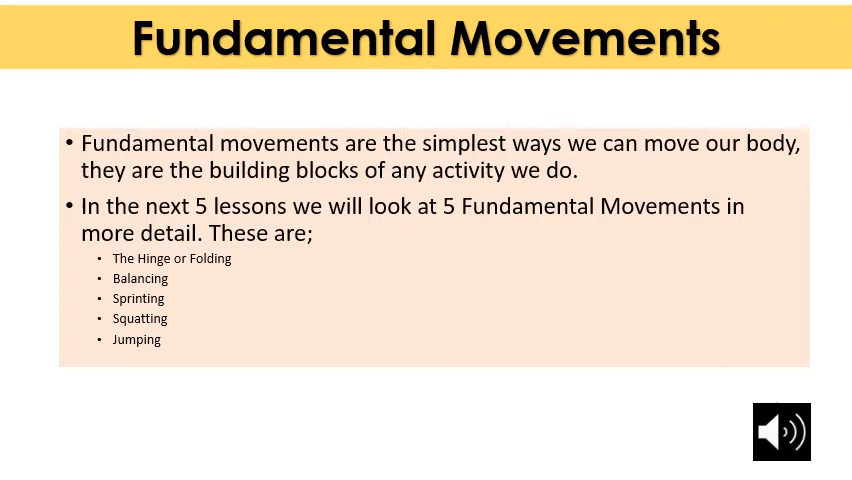 Fundamental Movements
• Fundamental movements are the simplest ways we can move our body,
they are the building blocks of any activity we do.
• In the next 5 lessons we will look at 5 Fundamental Movements in
more detail. These are;
• The Hinge or Folding
• Balancing
• Sprinting
• Squatting
• Jumping